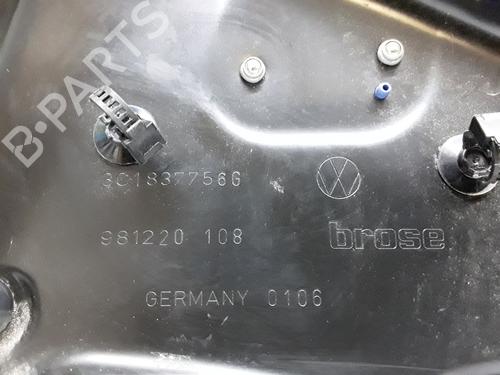 B-PARTS
3C1837756G
981220 108
brose
GERMANY 0106